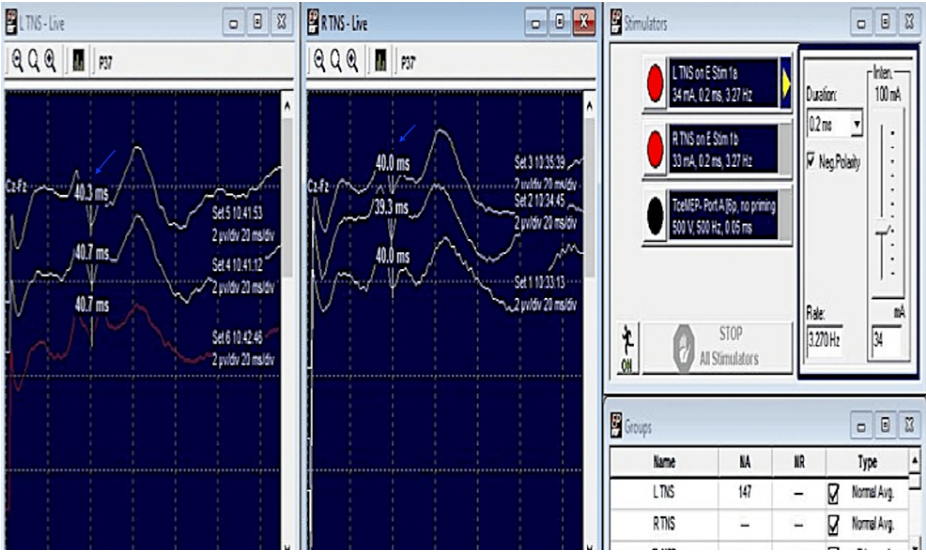 L TNS - Live
P37'
Cz-Fz
40.3 ms
Set 5 10:41:53
2 µv/div 20 ms/div
40.7 ms
Set 4 10:41:12
2 µv/div 20 ms/div
40.7 ms
Set 6 10:42:46
2 µv/div 20 ms/div
R TNS - Live
P37'
Cz-Fz
40.0 ms
Set 3 10:35:39
2 µv/div 20 ms/div
39.3 ms
Set 2 10:34:45
2 µv/div 20 ms/div
40.0 ms
Set 1 10:33:13
2 µv/div 20 ms/div
Stimulators
L TNS on E Stim 1a
34 mA, 0.2 ms, 3.27 Hz
R TNS on E Stim 1b
33 mA, 0.2 ms, 3.27 Hz
TceMEP- Port A [Bp, no priming
500 V, 500 Hz, 0.05 ms
ON
STOP
All Stimulators
Duration:
0.2 ms
Neg Polarity
Inten.
100 mA
Rate:
3.270 Hz
mA
34
EP
Groups
Name NA NR Type
L TNS 147 --- Normal Avg.
R TNS --- --- Normal Avg.